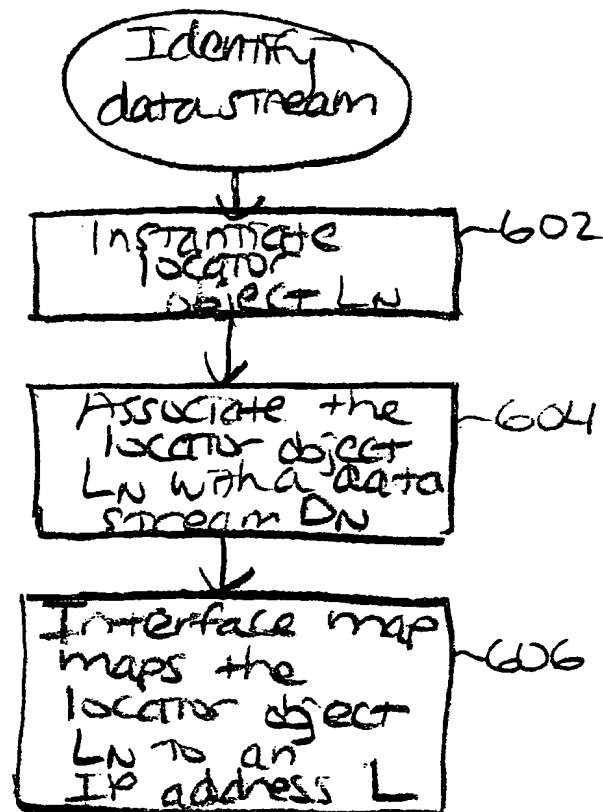 Identify
datastream
Instantiate
locator
object LN
602
Associate the
locator object
LN with a data
stream DN
604
Interface map
maps the
locator object
LN to an
IP address L
606